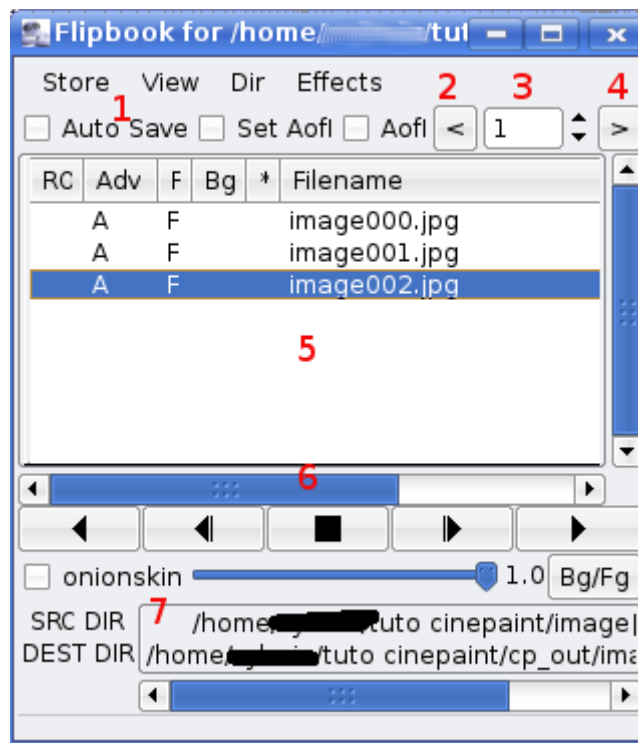 Flipbook for /home/ /tut
Store View Dir Effects
1 2 3 4
Auto Save Set Aofl Aofl < 1 >
RC Adv F Bg * Filename
A F image000.jpg
A F image001.jpg
A F image002.jpg
5
6
onionskin 1.0 Bg/Fg
7
SRC DIR /home/ tuto cinepaint/image
DEST DIR /home/ /tuto cinepaint/cp_out/ima